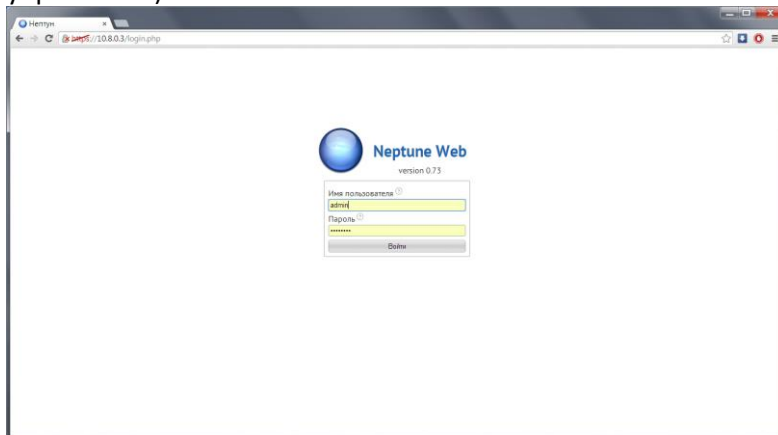 Нептун
https://10.8.0.3/login.php
Neptune Web
version 0.73
Имя пользователя
admin
Пароль
••••••••
Войти